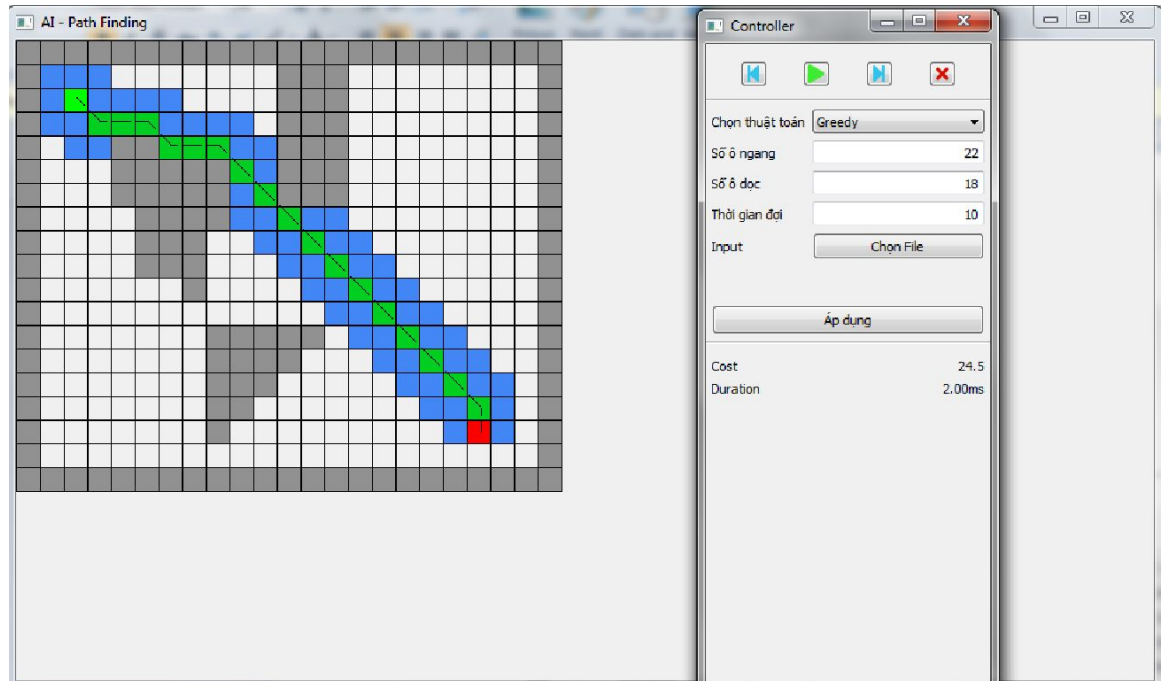 AI - Path Finding
Controller
Chọn thuật toán Greedy
Số ô ngang 22
Số ô dọc 18
Thời gian đợi 10
Input Chọn File
Áp dụng
Cost 24.5
Duration 2.00ms